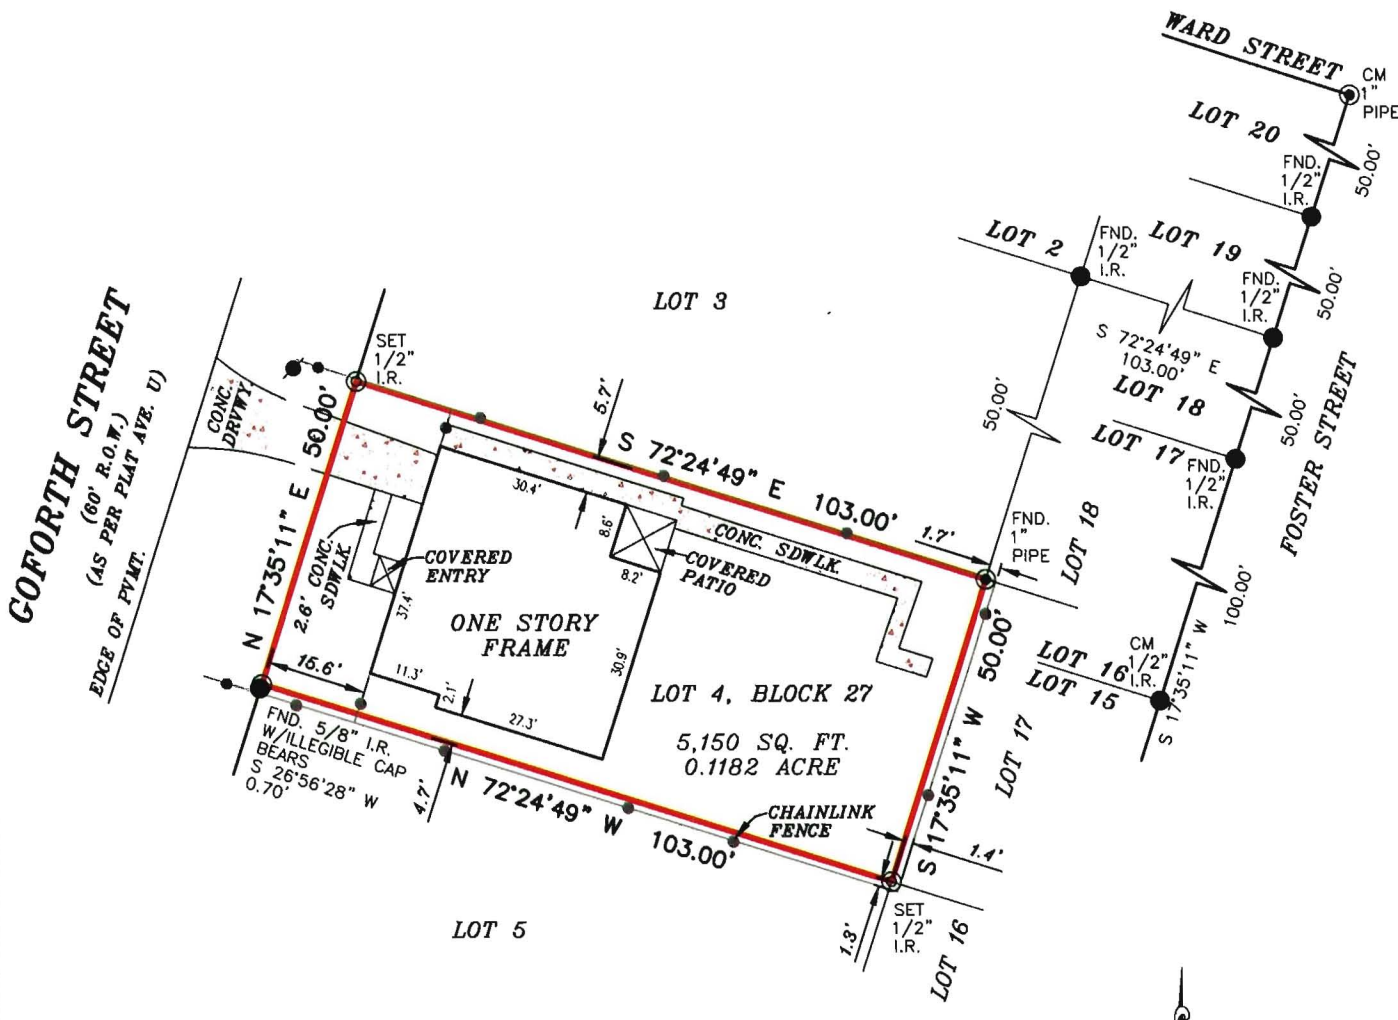 WARD STREET
CM
1"
PIPE
LOT 20
50.00'
FND.
1/2"
I.R.
LOT 2
FND.
1/2"
I.R.
LOT 19
FND.
1/2"
I.R.
50.00'
LOT 3
S 72°24'49" E
103.00'
LOT 18
50.00'
LOT 17
FND.
1/2"
I.R.
50.00'
FOSTER STREET
GOFORTH STREET
(60' R.O.W.)
(AS PER PLAT AVE. U)
EDGE OF PVMT.
CONC.
DRVWY
SET
1/2"
I.R.
N 17°35'11" E 50.00'
5.7'
S 72°24'49" E 103.00'
30.4'
8.6'
8.2'
CONC. SDWLK.
COVERED
PATIO
1.7'
FND.
1"
PIPE
LOT 18
100.00'
CONC.
SDWLK.
2.6'
COVERED
ENTRY
37.4'
ONE STORY
FRAME
30.9'
11.3'
2.1'
27.3'
15.6'
LOT 4, BLOCK 27
5,150 SQ. FT.
0.1182 ACRE
S 17°35'11" W 50.00'
LOT 17
LOT 16
LOT 15
CM
1/2"
I.R.
S 17°35'11" W
FND. 5/8" I.R.
W/ILLEGIBLE CAP
BEARS
S 26°56'28" W
0.70'
4.7'
N 72°24'49" W 103.00'
CHAINLINK
FENCE
1.4'
1.3'
SET
1/2"
I.R.
LOT 16
LOT 5